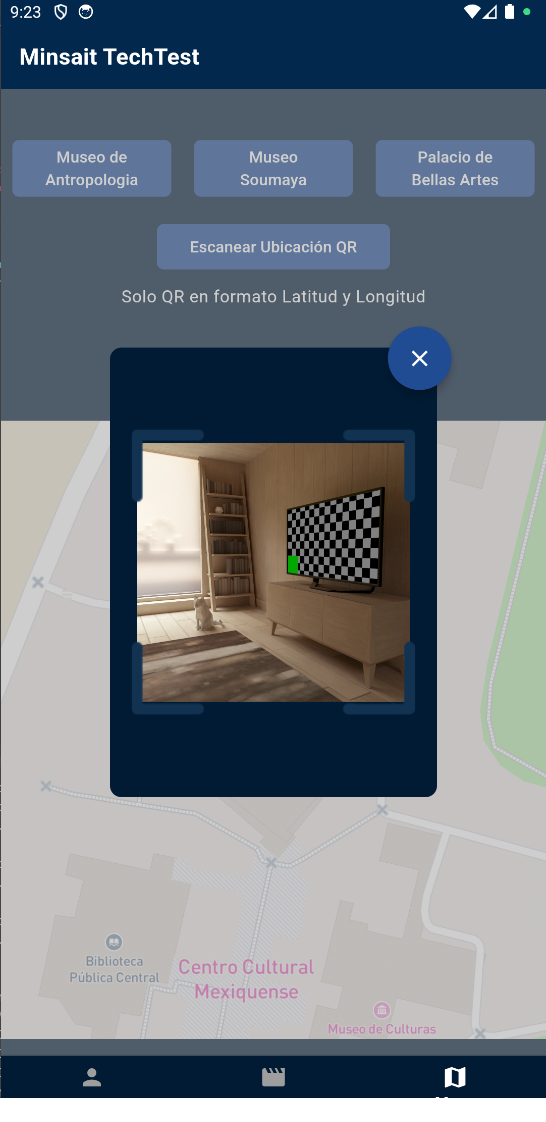 9:23
Minsait TechTest
Museo de
Antropologia
Museo
Soumaya
Palacio de
Bellas Artes
Escanear Ubicación QR
Solo QR en formato Latitud y Longitud
Biblioteca
Pública Central
Centro Cultural
Mexiquense
Museo de Culturas